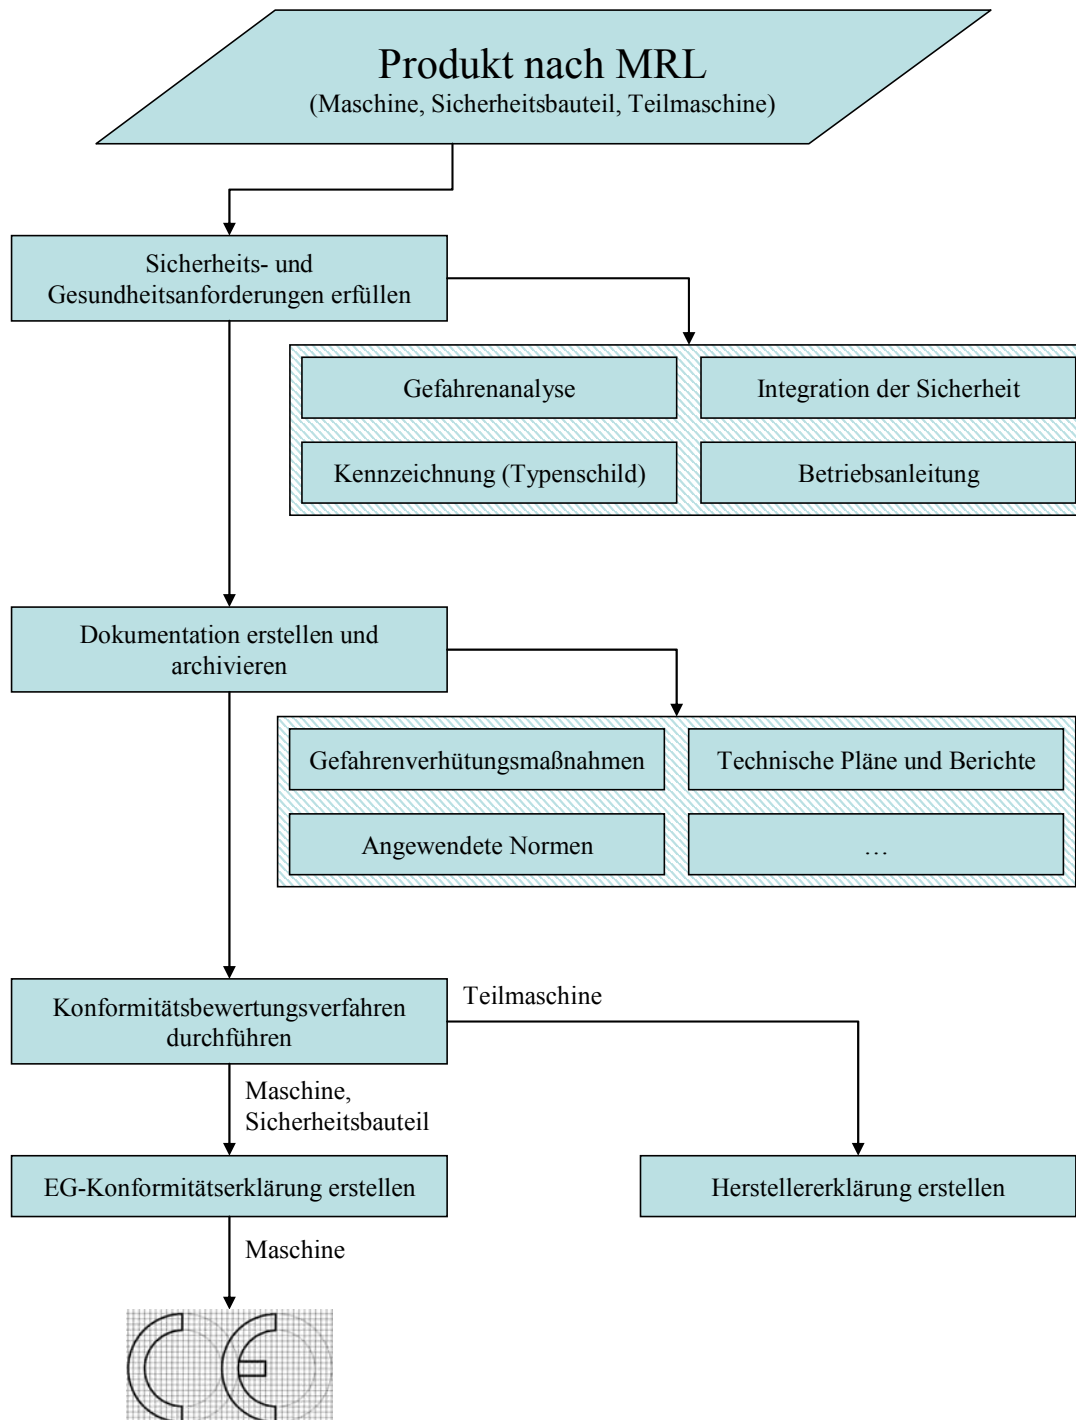 Produkt nach MRL
(Maschine, Sicherheitsbauteil, Teilmaschine)
Sicherheits- und
Gesundheitsanforderungen erfüllen
Gefahrenanalyse
Integration der Sicherheit
Kennzeichnung (Typenschild)
Betriebsanleitung
Dokumentation erstellen und
archivieren
Gefahrenverhütungsmaßnahmen
Technische Pläne und Berichte
Angewendete Normen
…
Konformitätsbewertungsverfahren
durchführen
Teilmaschine
Maschine,
Sicherheitsbauteil
EG-Konformitätserklärung erstellen
Herstellererklärung erstellen
Maschine
CE